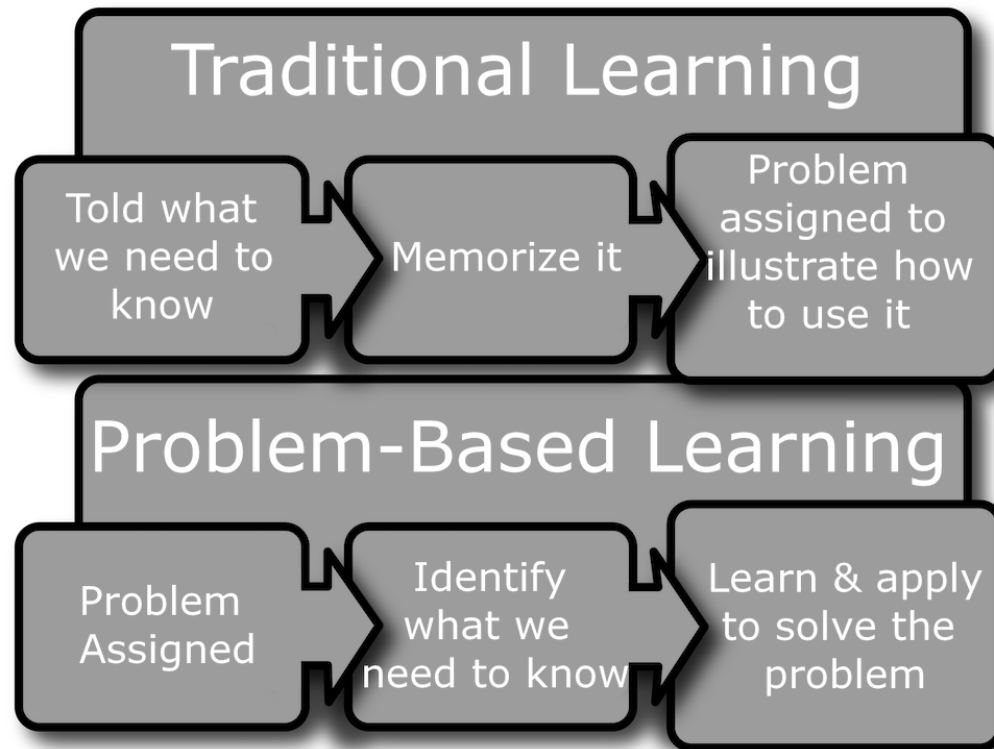 Traditional Learning
Told what
we need to
know
Memorize it
Problem
assigned to
illustrate how
to use it
Problem-Based Learning
Problem
Assigned
Identify
what we
need to know
Learn & apply
to solve the
problem